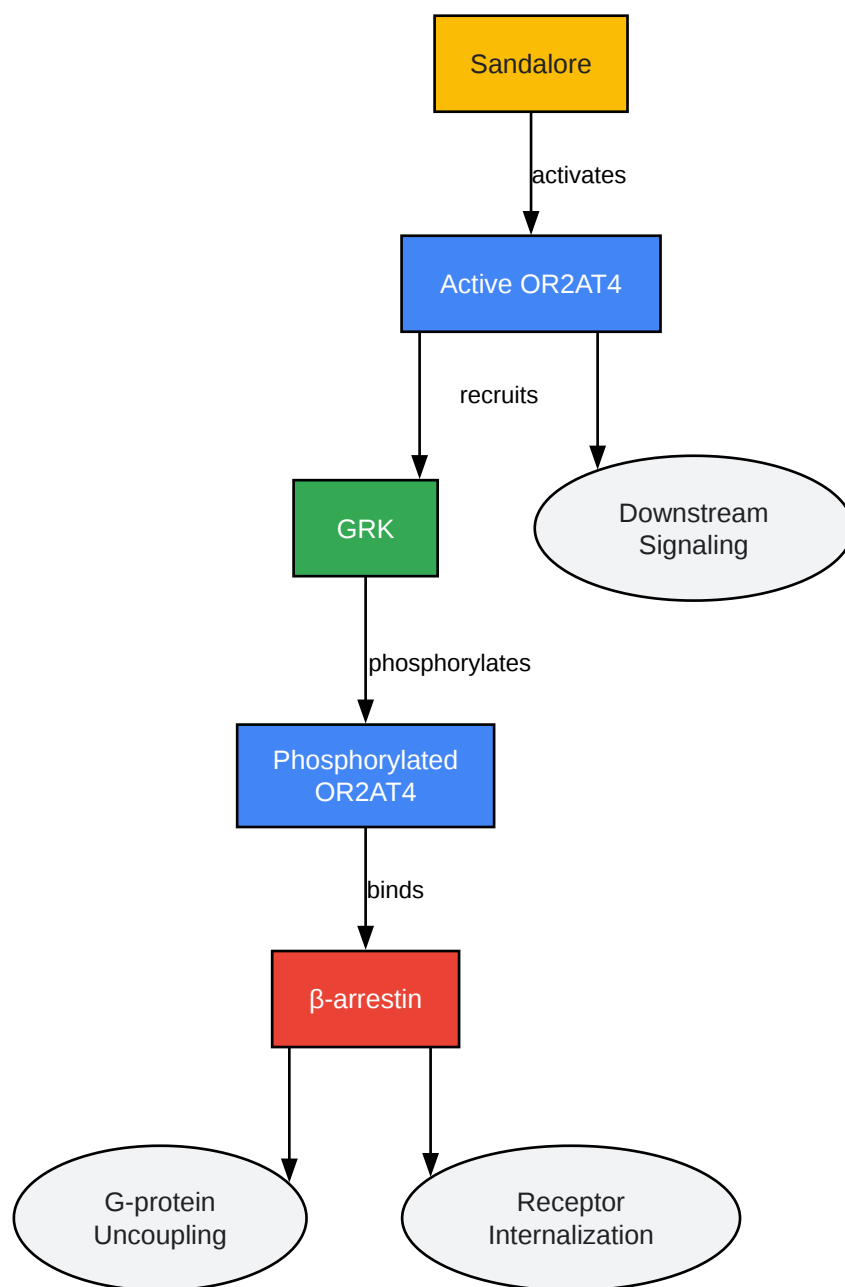 Sandalore
activates
Active OR2AT4
recruits
GRK
Downstream
Signaling
phosphorylates
Phosphorylated
OR2AT4
binds
β-arrestin
G-protein
Uncoupling
Receptor
Internalization